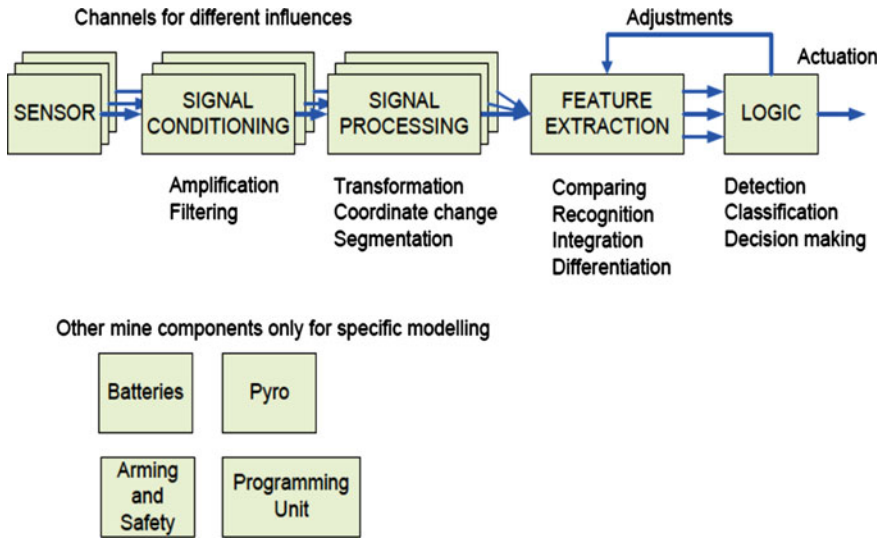 Channels for different influences
Adjustments
Actuation
SENSOR
SIGNAL
CONDITIONING
SIGNAL
PROCESSING
FEATURE
EXTRACTION
LOGIC
Amplification
Filtering
Transformation
Coordinate change
Segmentation
Comparing
Recognition
Integration
Differentiation
Detection
Classification
Decision making
Other mine components only for specific modelling
Batteries
Pyro
Arming
and
Safety
Programming
Unit